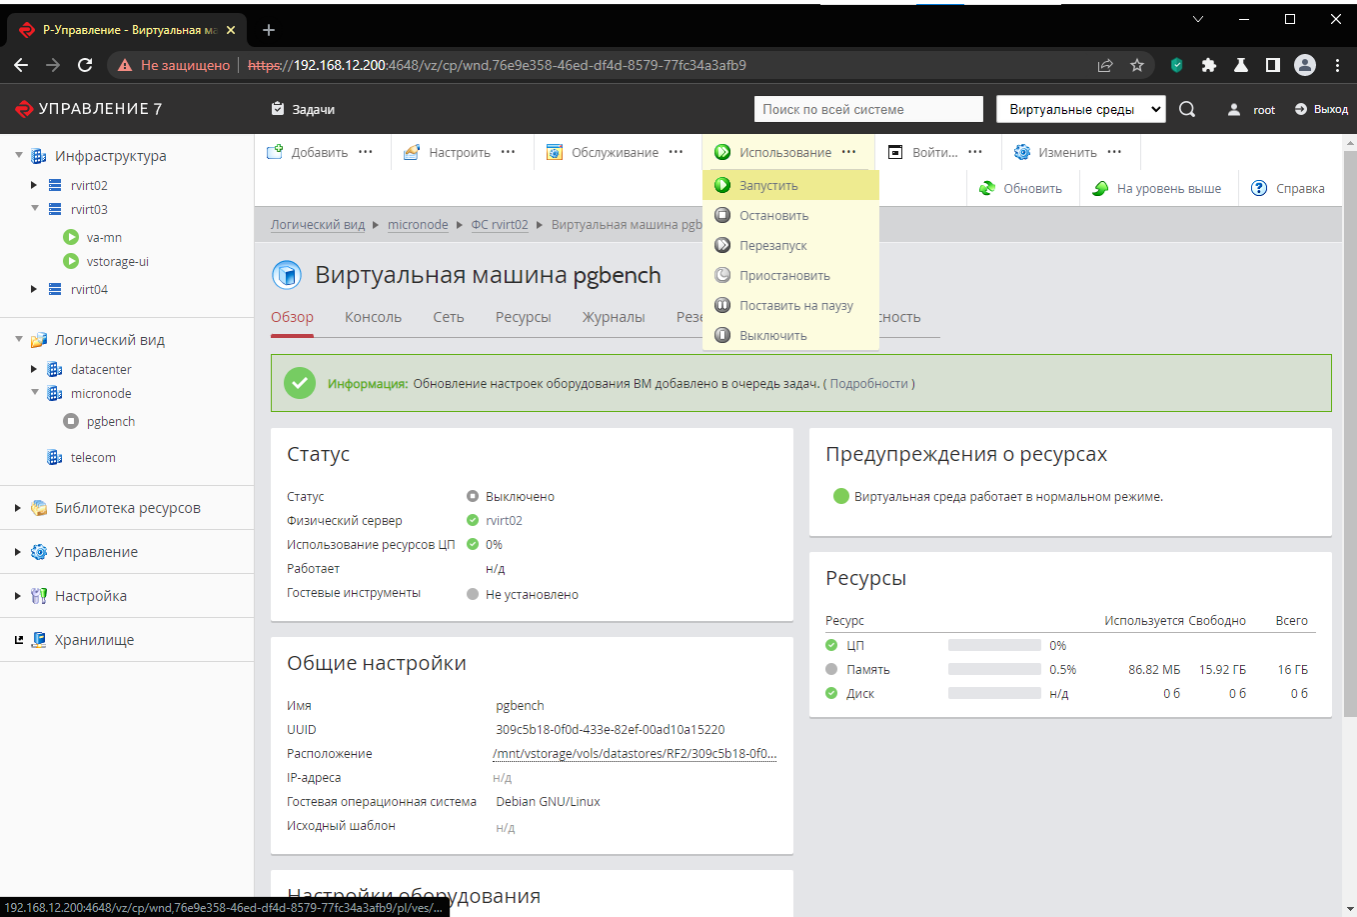 Р-Управление - Виртуальная ма
Не защищено | https://192.168.12.200:4648/vz/cp/wnd,76e9e358-46ed-df4d-8579-77fc34a3afb9
УПРАВЛЕНИЕ 7
Задачи
Поиск по всей системе
Виртуальные среды
root
Выход
Инфраструктура
rvirt02
rvirt03
va-mn
vstorage-ui
rvirt04
Логический вид
datacenter
micronode
pgbench
telecom
Библиотека ресурсов
Управление
Настройка
Хранилище
Добавить ···
Настроить ···
Обслуживание ···
Использование ···
Войти... ···
Изменить ···
Запустить
Остановить
Перезапуск
Приостановить
Поставить на паузу
Выключить
Обновить
На уровень выше
Справка
Логический вид ▶ micronode ▶ ФС rvirt02 ▶ Виртуальная машина pgb
Виртуальная машина pgbench
Обзор Консоль Сеть Ресурсы Журналы Резе сность
Информация: Обновление настроек оборудования ВМ добавлено в очередь задач. ( Подробности )
Статус
Статус Выключено
Физический сервер rvirt02
Использование ресурсов ЦП 0%
Работает н/д
Гостевые инструменты Не установлено
Общие настройки
Имя pgbench
UUID 309c5b18-0f0d-433e-82ef-00ad10a15220
Расположение /mnt/vstorage/vols/datastores/RF2/309c5b18-0f0...
IP-адреса н/д
Гостевая операционная система Debian GNU/Linux
Исходный шаблон н/д
Настройки оборудования
Предупреждения о ресурсах
Виртуальная среда работает в нормальном режиме.
Ресурсы
Ресурс Используется Свободно Всего
ЦП 0%
Память 0.5% 86.82 МБ 15.92 ГБ 16 ГБ
Диск н/д 0 б 0 б 0 б
192.168.12.200:4648/vz/cp/wnd,76e9e358-46ed-df4d-8579-77fc34a3afb9/pl/ves/...